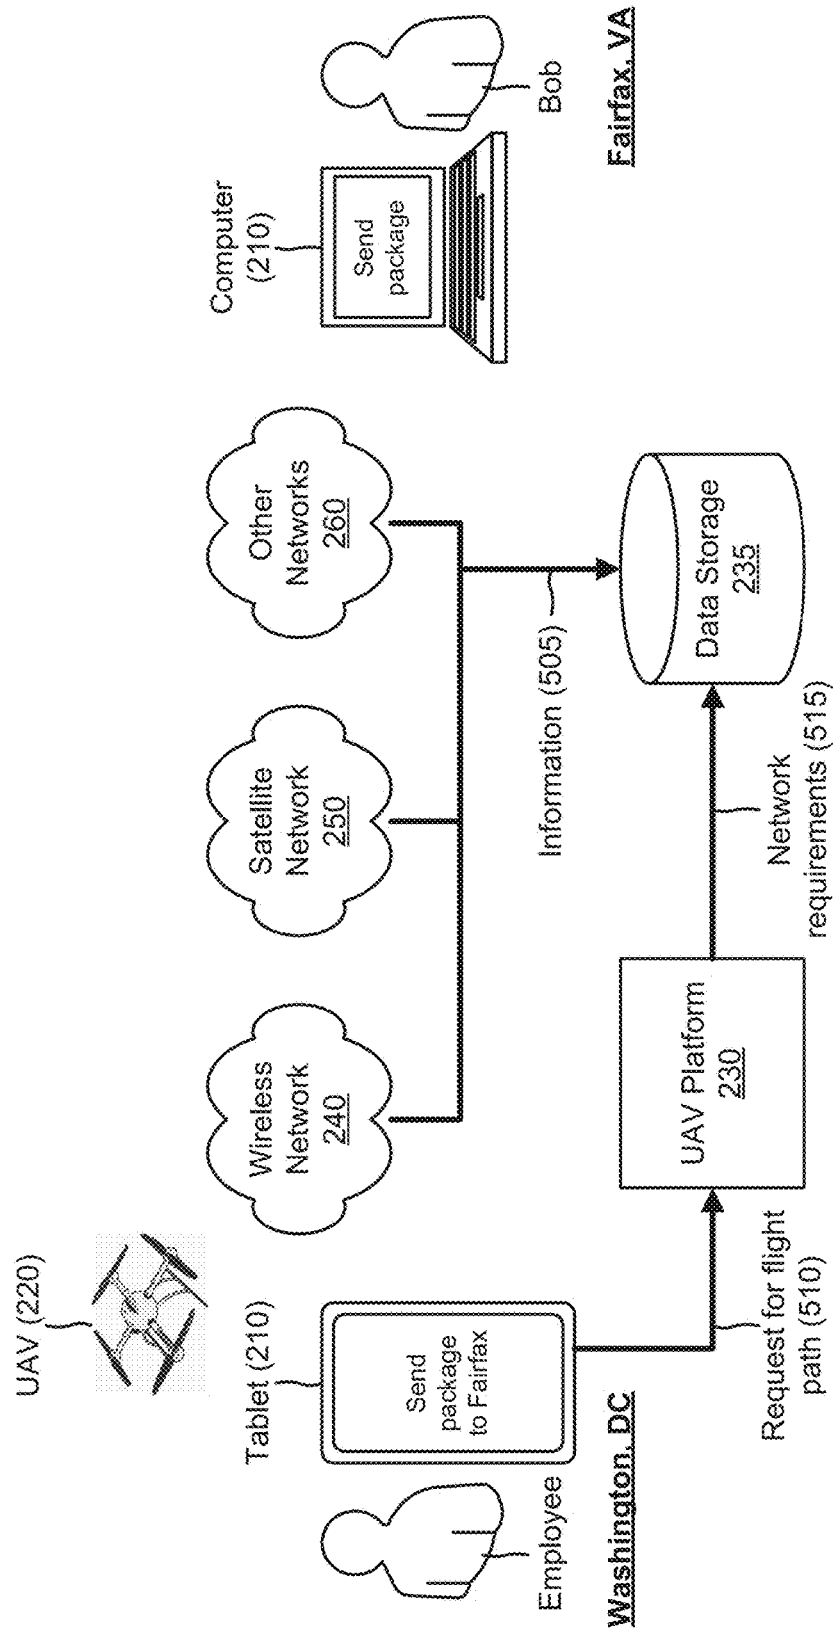 UAV (220)
Tablet (210)
Send
package
to Fairfax
Employee
Washington, DC
Request for flight
path (510)
Wireless
Network
240
Satellite
Network
250
Other
Networks
260
Information (505)
UAV Platform
230
Network
requirements (515)
Data Storage
235
Computer
(210)
Send
package
Bob
Fairfax, VA